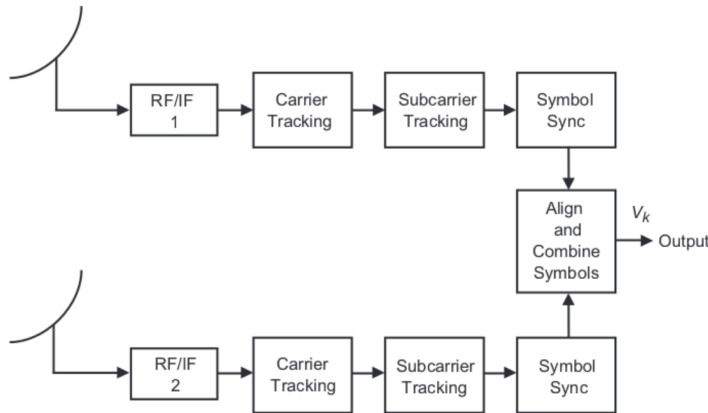 RF/IF
1
Carrier
Tracking
Subcarrier
Tracking
Symbol
Sync
Align
and
Combine
Symbols
Vk
Output
RF/IF
2
Carrier
Tracking
Subcarrier
Tracking
Symbol
Sync